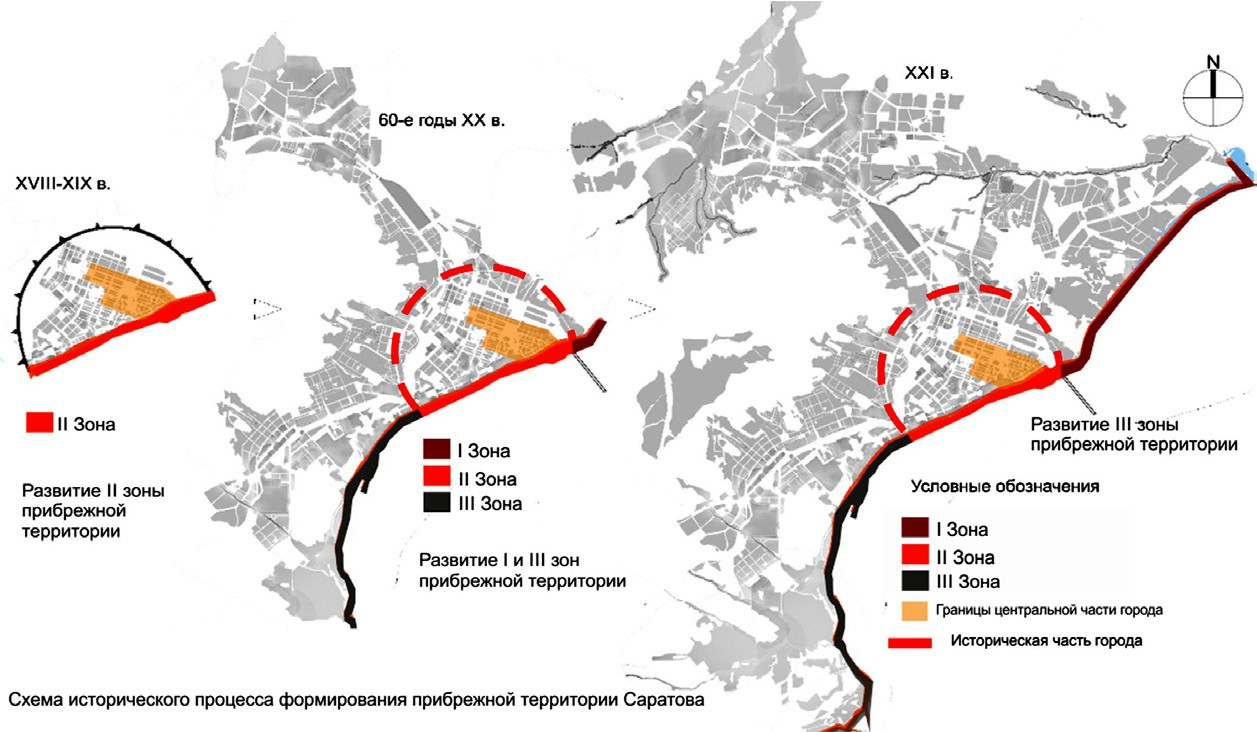 XVIII-XIX в.
II Зона
Развитие II зоны
прибрежной
территории
60-е годы XX в.
I Зона
II Зона
III Зона
Развитие I и III зон
прибрежной территории
XXI в.
N
Развитие III зоны
прибрежной территории
Условные обозначения
I Зона
II Зона
III Зона
Границы центральной части города
Историческая часть города
Схема исторического процесса формирования прибрежной территории Саратова